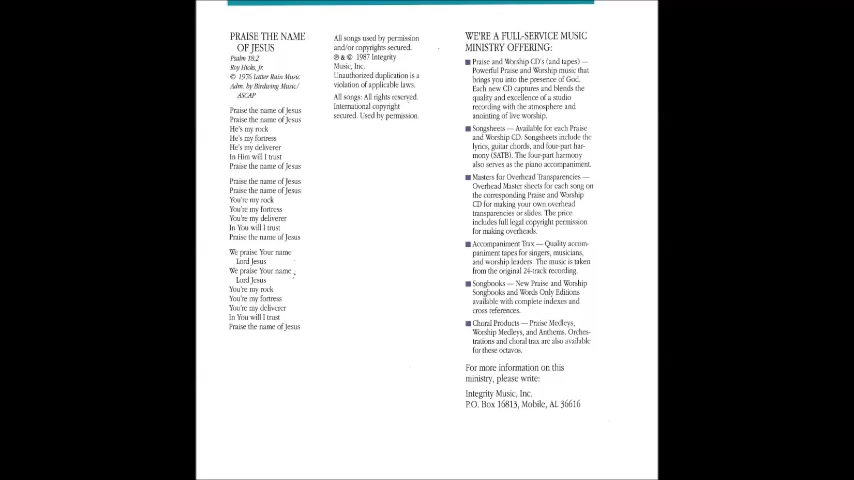 PRAISE THE NAME
OF JESUS
Psalm 18:2
Roy Hicks, Jr.
© 1976 Latter Rain Music.
Adm. by Birdwing Music/
ASCAP
Praise the name of Jesus
Praise the name of Jesus
He's my rock
He's my fortress
He's my deliverer
In Him will I trust
Praise the name of Jesus
Praise the name of Jesus
Praise the name of Jesus
You're my rock
You're my fortress
You're my deliverer
In You will I trust
Praise the name of Jesus
We praise Your name
Lord Jesus
We praise Your name
Lord Jesus
You're my rock
You're my fortress
You're my deliverer
In You will I trust
Praise the name of Jesus
All songs used by permission
and/or copyrights secured.
℗ & © 1987 Integrity
Music, Inc.
Unauthorized duplication is a
violation of applicable laws.
All songs: All rights reserved.
International copyright
secured. Used by permission.
WE'RE A FULL-SERVICE MUSIC
MINISTRY OFFERING:
■ Praise and Worship CD's (and tapes) —
Powerful Praise and Worship music that
brings you into the presence of God.
Each new CD captures and blends the
quality and excellence of a studio
recording with the atmosphere and
anointing of live worship.
■ Songsheets — Available for each Praise
and Worship CD. Songsheets include the
lyrics, guitar chords, and four-part har-
mony (SATB). The four-part harmony
also serves as the piano accompaniment.
■ Masters for Overhead Transparencies —
Overhead Master sheets for each song on
the corresponding Praise and Worship
CD for making your own overhead
transparencies or slides. The price
includes full legal copyright permission
for making overheads.
■ Accompaniment Trax — Quality accom-
paniment tapes for singers, musicians,
and worship leaders. The music is taken
from the original 24-track recording.
■ Songbooks — New Praise and Worship
Songbooks and Words Only Editions
available with complete indexes and
cross references.
■ Choral Products — Praise Medleys,
Worship Medleys, and Anthems. Orches-
trations and choral trax are also available
for these octavos.
For more information on this
ministry, please write:
Integrity Music, Inc.
P.O. Box 16813, Mobile, AL 36616